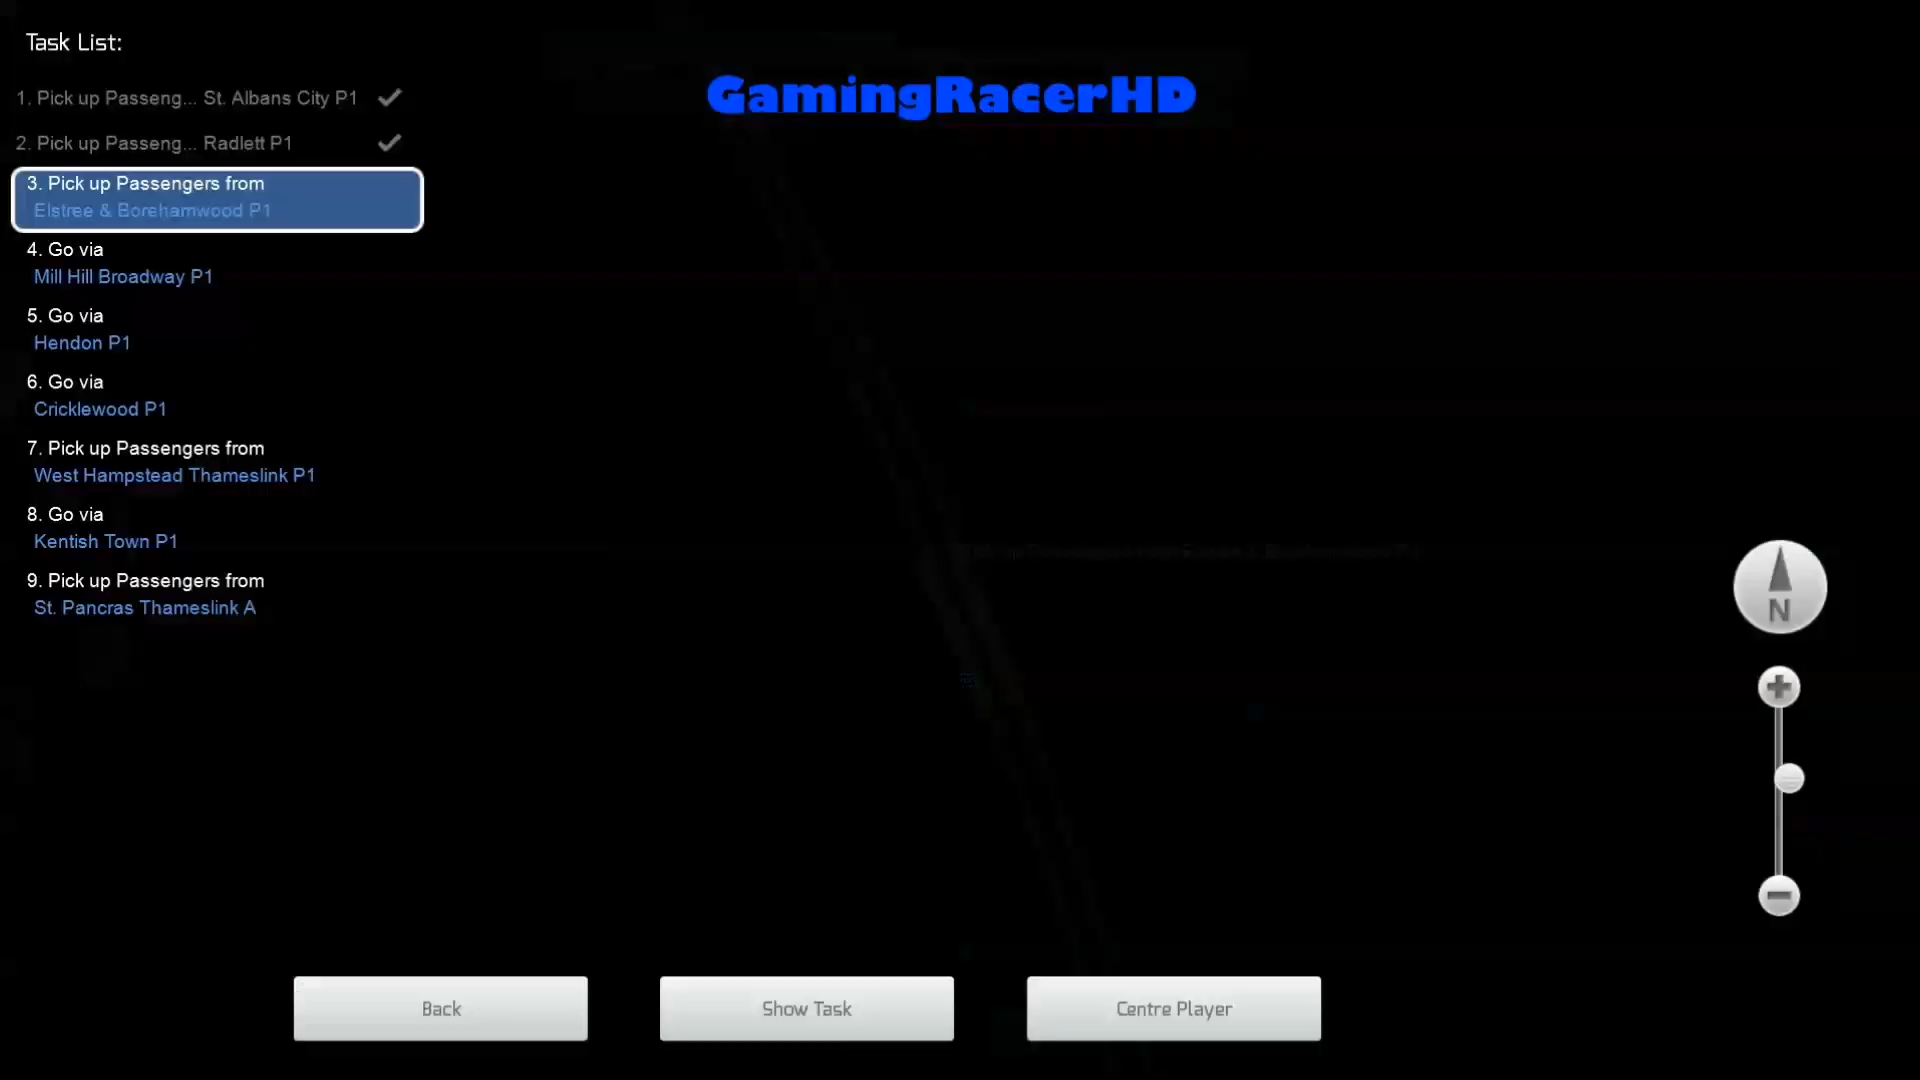 Task List:
GamingRacerHD
1. Pick up Passeng... St. Albans City P1
2. Pick up Passeng... Radlett P1
3. Pick up Passengers from
Elstree & Borehamwood P1
4. Go via
Mill Hill Broadway P1
5. Go via
Hendon P1
6. Go via
Cricklewood P1
7. Pick up Passengers from
West Hampstead Thameslink P1
8. Go via
Kentish Town P1
9. Pick up Passengers from
St. Pancras Thameslink A
N
Back
Show Task
Centre Player